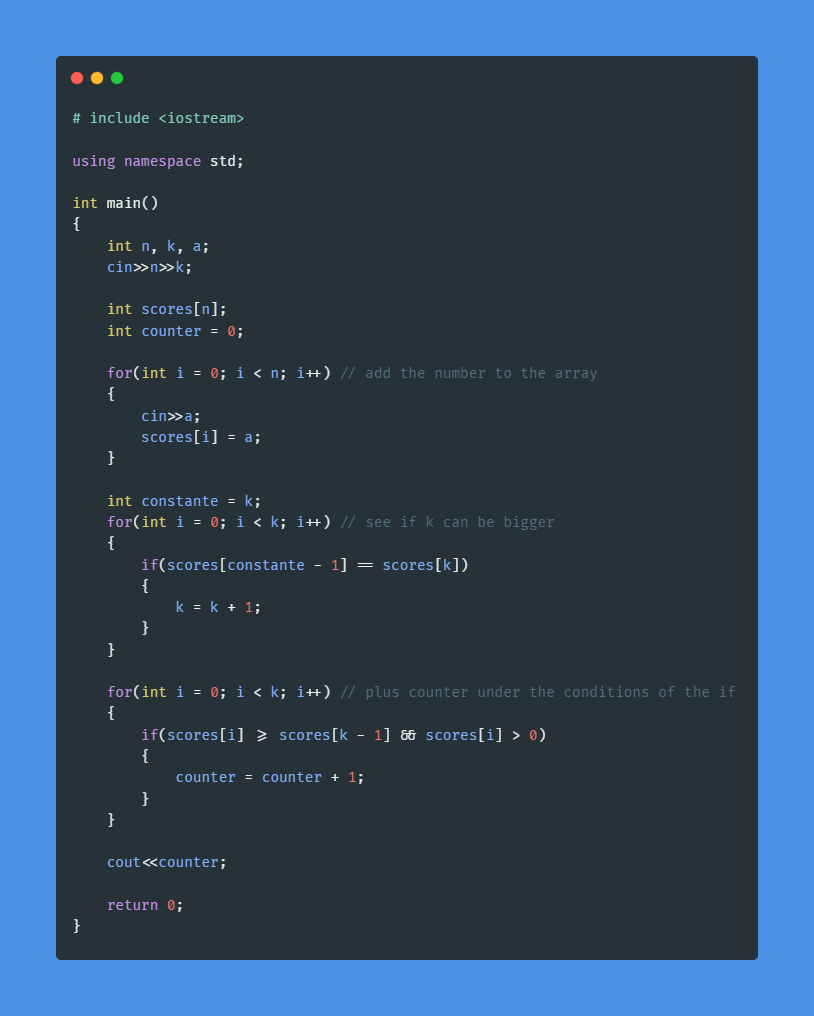 # include <iostream>
using namespace std;
int main()
{
    int n, k, a;
    cin>>n>>k;
    int scores[n];
    int counter = 0;
    for(int i = 0; i < n; i++) // add the number to the array
    {
        cin>>a;
        scores[i] = a;
    }
    int constante = k;
    for(int i = 0; i < k; i++) // see if k can be bigger
    {
        if(scores[constante - 1] == scores[k])
        {
            k = k + 1;
        }
    }
    for(int i = 0; i < k; i++) // plus counter under the conditions of the if
    {
        if(scores[i] >= scores[k - 1] && scores[i] > 0)
        {
            counter = counter + 1;
        }
    }
    cout<<counter;
    return 0;
}